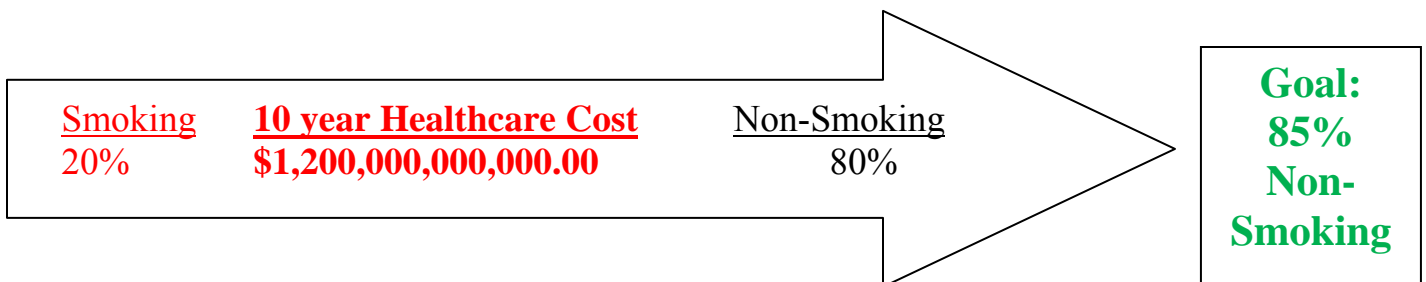 Smoking 10 year Healthcare Cost Non-Smoking
20% $1,200,000,000,000.00 80%
Goal:
85%
Non-
Smoking